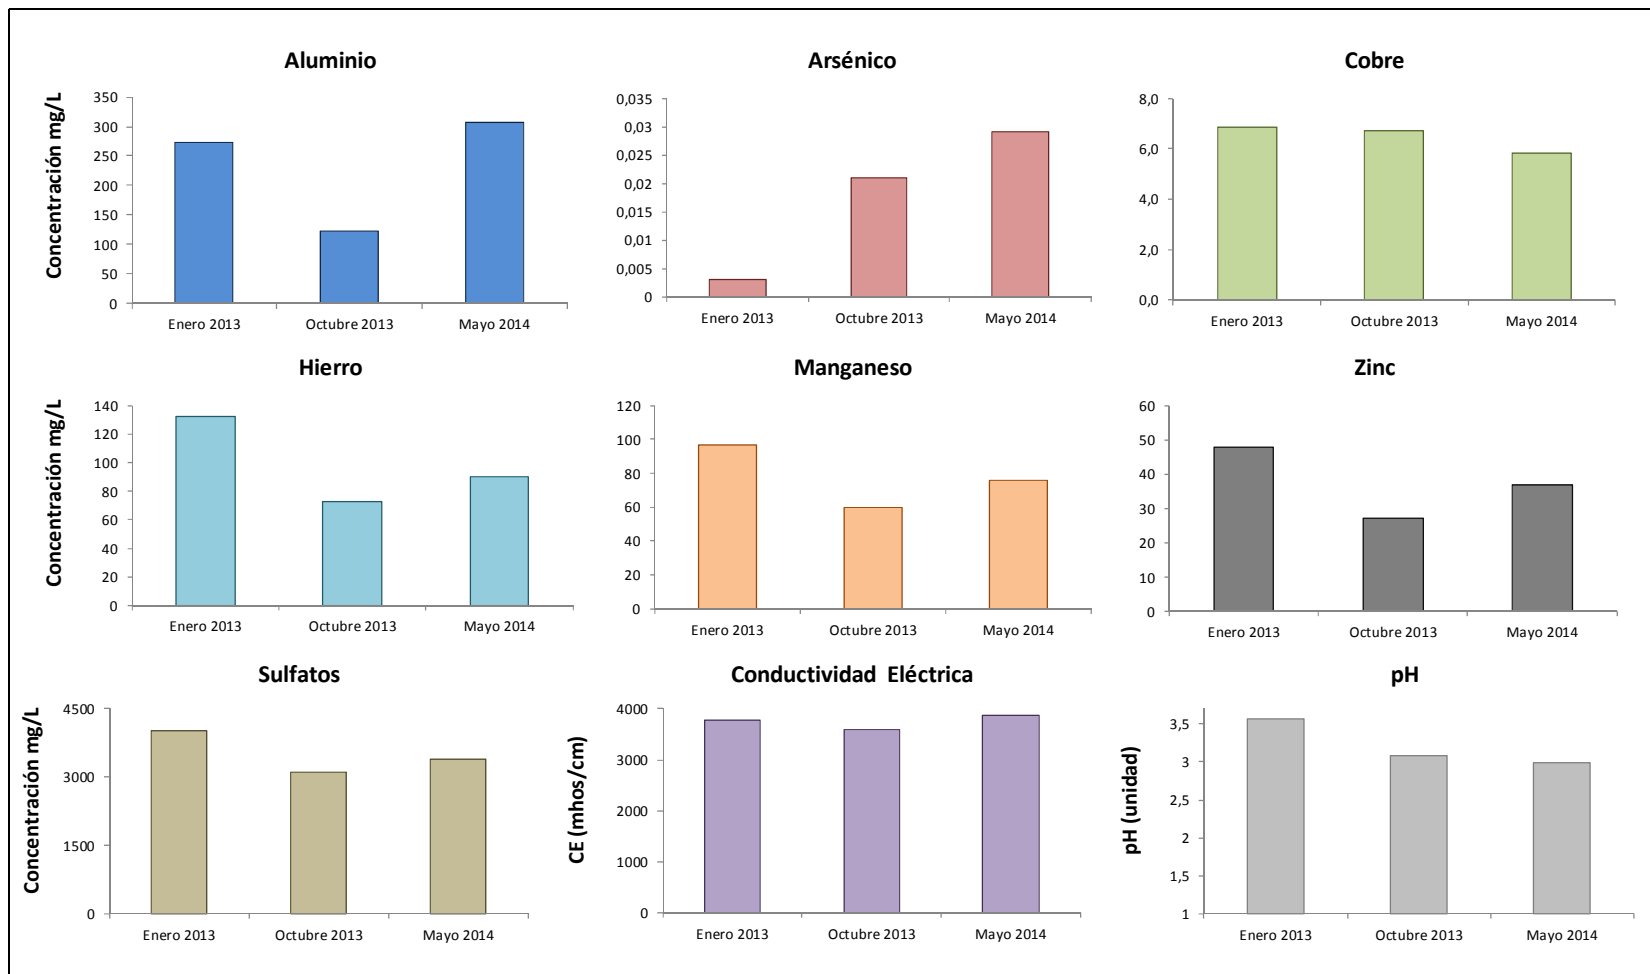 Aluminio
Concentración mg/L
350
300
250
200
150
100
50
0
Enero 2013 Octubre 2013 Mayo 2014
Arsénico
0,035
0,03
0,025
0,02
0,015
0,01
0,005
0
Enero 2013 Octubre 2013 Mayo 2014
Cobre
8,0
6,0
4,0
2,0
0,0
Enero 2013 Octubre 2013 Mayo 2014
Hierro
Concentración mg/L
140
120
100
80
60
40
20
0
Enero 2013 Octubre 2013 Mayo 2014
Manganeso
120
100
80
60
40
20
0
Enero 2013 Octubre 2013 Mayo 2014
Zinc
60
50
40
30
20
10
0
Enero 2013 Octubre 2013 Mayo 2014
Sulfatos
Concentración mg/L
4500
3000
1500
0
Enero 2013 Octubre 2013 Mayo 2014
Conductividad Eléctrica
CE (mhos/cm)
4000
3000
2000
1000
0
Enero 2013 Octubre 2013 Mayo 2014
pH
pH (unidad)
3,5
3
2,5
2
1,5
1
Enero 2013 Octubre 2013 Mayo 2014